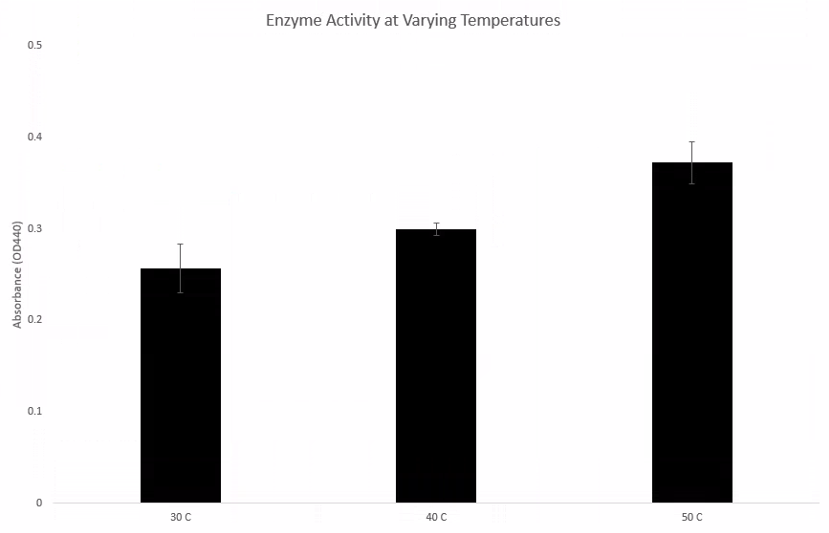 Enzyme Activity at Varying Temperatures
0.5
0.4
0.3
0.2
0.1
0
Absorbance (OD440)
30 C
40 C
50 C